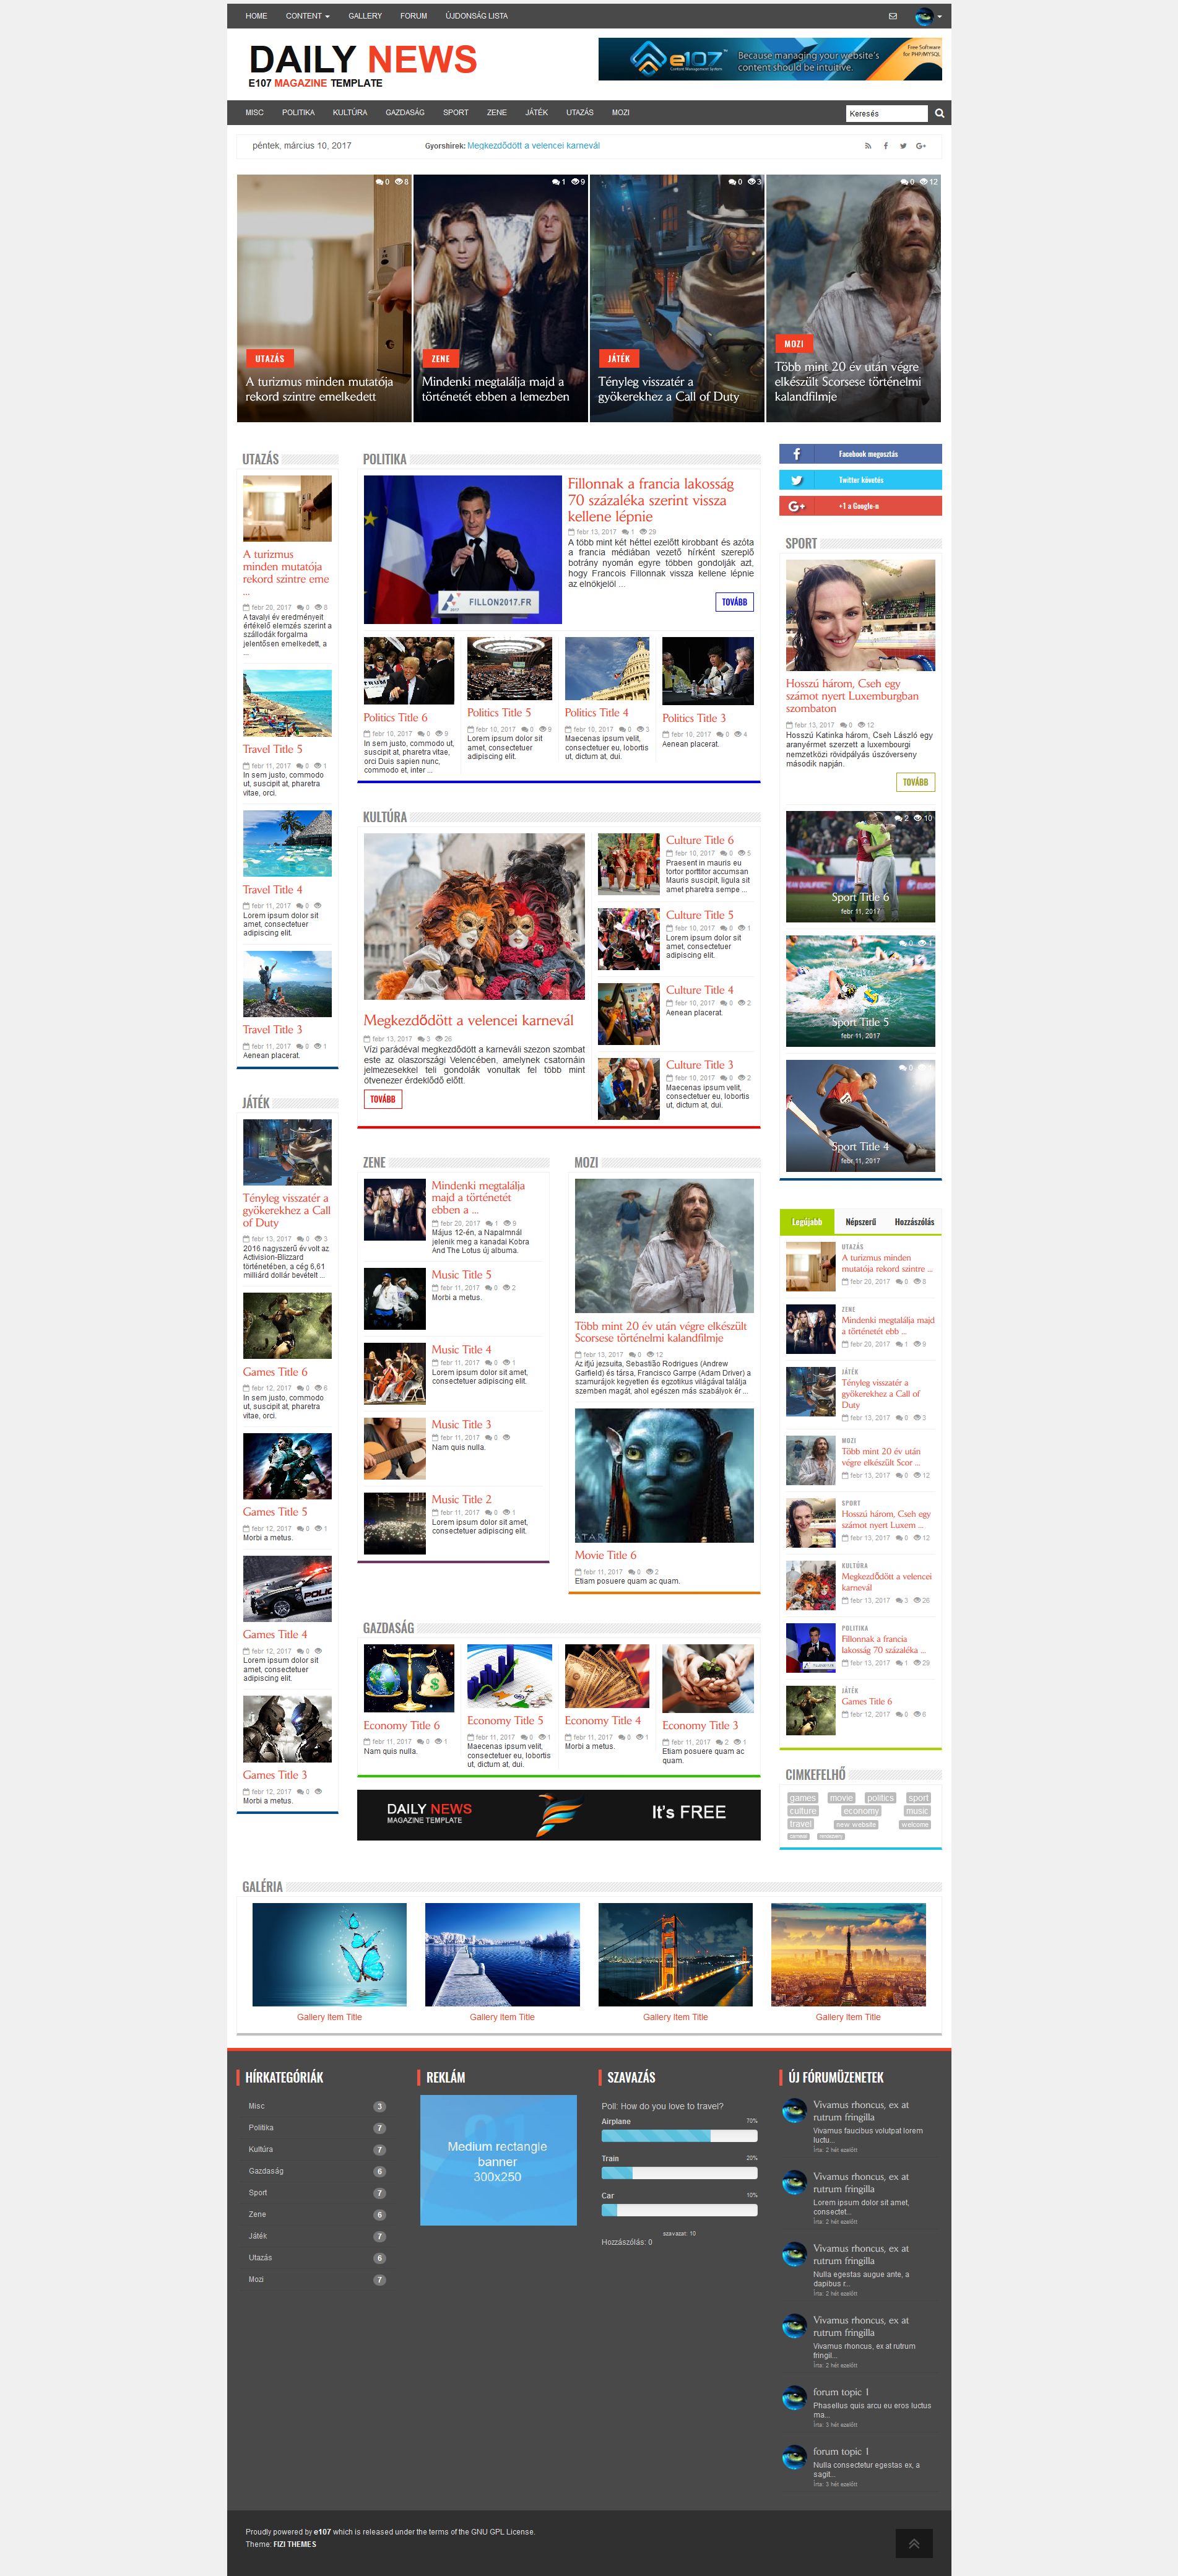 HOME CONTENT GALLERY FORUM ÚJDONSÁG LISTA
DAILY NEWS
E107 MAGAZINE TEMPLATE
e107
Content Management System
Because managing your website's
content should be intuitive.
Free Software
for PHP/MYSQL
MISC POLITIKA KULTÚRA GAZDASÁG SPORT ZENE JÁTÉK UTAZÁS MOZI
Keresés
péntek, március 10, 2017
Gyorshírek: Megkezdődött a velencei karnevál
0 8
UTAZÁS
A turizmus minden mutatója
rekord szintre emelkedett
1 9
ZENE
Mindenki megtalálja majd a
történetét ebben a lemezben
0 3
JÁTÉK
Tényleg visszatér a
gyökerekhez a Call of Duty
0 12
MOZI
Több mint 20 év után végre
elkészült Scorsese történelmi
kalandfilmje
UTAZÁS
A turizmus
minden mutatója
rekord szintre eme
...
febr 20, 2017 0 8
A tavalyi év eredményeit
értékelő elemzés szerint a
szállodák forgalma
jelentősen emelkedett, a
...
Travel Title 5
febr 11, 2017 0 1
In sem justo, commodo
ut, suscipit at, pharetra
vitae, orci.
Travel Title 4
febr 11, 2017 0
Lorem ipsum dolor sit
amet, consectetuer
adipiscing elit.
Travel Title 3
febr 11, 2017 0 1
Aenean placerat.
JÁTÉK
Tényleg visszatér a
gyökerekhez a Call
of Duty
febr 13, 2017 0 3
2016 nagyszerű év volt az
Activision-Blizzard
történetében, a cég 6,61
milliárd dollár bevételt ...
Games Title 6
febr 12, 2017 0 6
In sem justo, commodo
ut, suscipit at, pharetra
vitae, orci.
Games Title 5
febr 12, 2017 0 1
Morbi a metus.
Games Title 4
febr 12, 2017 0
Lorem ipsum dolor sit
amet, consectetuer
adipiscing elit.
Games Title 3
febr 12, 2017 0
Morbi a metus.
POLITIKA
FILLON2017.FR
Fillonnak a francia lakosság
70 százaléka szerint vissza
kellene lépnie
febr 13, 2017 1 29
A több mint két héttel ezelőtt kirobbant és azóta
a francia médiában vezető hírként szereplő
botrány nyomán egyre többen gondolják azt,
hogy Francois Fillonnak vissza kellene lépnie
az elnökjelöl ...
TOVÁBB
Politics Title 6
febr 10, 2017 0 9
In sem justo, commodo ut,
suscipit at, pharetra vitae,
orci Duis sapien nunc,
commodo et, inter ...
Politics Title 5
febr 10, 2017 0 9
Lorem ipsum dolor sit
amet, consectetuer
adipiscing elit.
Politics Title 4
febr 10, 2017 0 3
Maecenas ipsum velit,
consectetuer eu, lobortis
ut, dictum at, dui.
Politics Title 3
febr 10, 2017 0 4
Aenean placerat.
KULTÚRA
Megkezdődött a velencei karnevál
febr 13, 2017 3 26
Vízi parádéval megkezdődött a karneváli szezon szombat
este az olaszországi Velencében, amelynek csatornáin
jelmezesekkel teli gondolák vonultak fel több mint
ötvenezer érdeklődő előtt.
TOVÁBB
Culture Title 6
febr 10, 2017 0 5
Praesent in mauris eu
tortor porttitor accumsan
Mauris suscipit, ligula sit
amet pharetra sempe ...
Culture Title 5
febr 10, 2017 0 1
Lorem ipsum dolor sit
amet, consectetuer
adipiscing elit.
Culture Title 4
febr 10, 2017 0 2
Aenean placerat.
Culture Title 3
febr 10, 2017 0 2
Maecenas ipsum velit,
consectetuer eu, lobortis
ut, dictum at, dui.
ZENE
Mindenki megtalálja
majd a történetét
ebben a ...
febr 20, 2017 1 9
Május 12-én, a Napalmnál
jelenik meg a kanadai Kobra
And The Lotus új albuma.
Music Title 5
febr 11, 2017 0 2
Morbi a metus.
Music Title 4
febr 11, 2017 0 1
Lorem ipsum dolor sit amet,
consectetuer adipiscing elit.
Music Title 3
febr 11, 2017 0
Nam quis nulla.
Music Title 2
febr 11, 2017 0 1
Lorem ipsum dolor sit amet,
consectetuer adipiscing elit.
MOZI
Több mint 20 év után végre elkészült
Scorsese történelmi kalandfilmje
febr 13, 2017 0 12
Az ifjú jezsuita, Sebastião Rodrigues (Andrew
Garfield) és társa, Francisco Garrpe (Adam Driver) a
szamurájok kegyetlen és egzotikus világával találja
szemben magát, ahol egészen más szabályok ér ...
Movie Title 6
febr 11, 2017 0 2
Etiam posuere quam ac quam.
GAZDASÁG
Economy Title 6
febr 11, 2017 0 1
Nam quis nulla.
Economy Title 5
febr 11, 2017 0 1
Maecenas ipsum velit,
consectetuer eu, lobortis
ut, dictum at, dui.
Economy Title 4
febr 11, 2017 0 1
Morbi a metus.
Economy Title 3
febr 11, 2017 2 1
Etiam posuere quam ac
quam.
DAILY NEWS
MAGAZINE TEMPLATE
It's FREE
Facebook megosztás
Twitter követés
+1 a Google-n
SPORT
Hosszú három, Cseh egy
számot nyert Luxemburgban
szombaton
febr 13, 2017 0 12
Hosszú Katinka három, Cseh László egy
aranyérmet szerzett a luxembourgi
nemzetközi rövidpályás úszóverseny
második napján.
TOVÁBB
2 10
Sport Title 6
febr 11, 2017
0 1
Sport Title 5
febr 11, 2017
0
Sport Title 4
febr 11, 2017
Legújabb Népszerű Hozzászólás
UTAZÁS
A turizmus minden
mutatója rekord szintre ...
febr 20, 2017 0 8
ZENE
Mindenki megtalálja majd
a történetét ebb ...
febr 20, 2017 1 9
JÁTÉK
Tényleg visszatér a
gyökerekhez a Call of
Duty
febr 13, 2017 0 3
MOZI
Több mint 20 év után
végre elkészült Scor ...
febr 13, 2017 0 12
SPORT
Hosszú három, Cseh egy
számot nyert Luxem ...
febr 13, 2017 0 12
KULTÚRA
Megkezdődött a velencei
karnevál
febr 13, 2017 3 26
POLITIKA
Fillonnak a francia
lakosság 70 százaléka ...
febr 13, 2017 1 29
JÁTÉK
Games Title 6
febr 12, 2017 0 6
CIMKEFELHŐ
games movie politics sport
culture economy music
travel new website welcome
GALÉRIA
Gallery Item Title
Gallery Item Title
Gallery Item Title
Gallery Item Title
HÍRKATEGÓRIÁK
Misc 3
Politika 7
Kultúra 7
Gazdaság 6
Sport 7
Zene 6
Játék 7
Utazás 6
Mozi 7
REKLÁM
Medium rectangle
banner
300x250
SZAVAZÁS
Poll: How do you love to travel?
Airplane 70%
Train 20%
Car 10%
szavazat: 10
Hozzászólás: 0
ÚJ FÓRUMÜZENETEK
Vivamus rhoncus, ex at
rutrum fringilla
Vivamus faucibus volutpat lorem
luctu...
Írta: 2 hét ezelőtt
Vivamus rhoncus, ex at
rutrum fringilla
Lorem ipsum dolor sit amet,
consectet...
Írta: 2 hét ezelőtt
Vivamus rhoncus, ex at
rutrum fringilla
Nulla egestas augue ante, a
dapibus r...
Írta: 2 hét ezelőtt
Vivamus rhoncus, ex at
rutrum fringilla
Vivamus rhoncus, ex at rutrum
fringil...
Írta: 2 hét ezelőtt
forum topic 1
Phasellus quis arcu eu eros luctus
ma...
Írta: 3 hét ezelőtt
forum topic 1
Nulla consectetur egestas ex, a
sagit...
Írta: 3 hét ezelőtt
Proudly powered by e107 which is released under the terms of the GNU GPL License.
Theme: FIZI THEMES